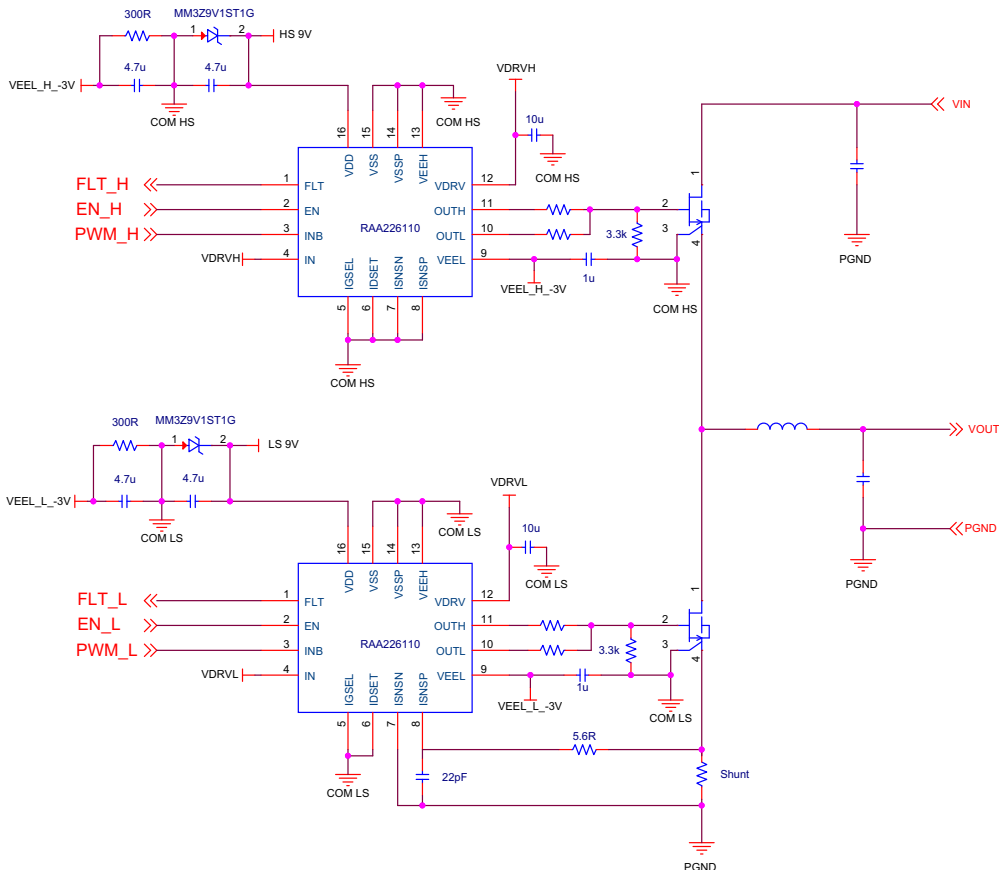 300R
MM3Z9V1ST1G
1
2
HS 9V
4.7u
4.7u
VEEL_H_-3V
COM HS
VDRVH
10u
COM HS
COM HS
VIN
PGND
16
15
14
13
VDD
VSS
VSSP
VEEH
FLT_H
1
FLT
EN_H
2
EN
PWM_H
3
INB
VDRVH
4
IN
RAA226110
VDRV
12
OUTH
11
OUTL
10
VEEL
9
IGSEL
IDSET
ISNSN
ISNSP
5
6
7
8
COM HS
3.3k
1u
VEEL_H_-3V
1
2
3
4
COM HS
VOUT
PGND
PGND
300R
MM3Z9V1ST1G
1
2
LS 9V
4.7u
4.7u
VEEL_L_-3V
COM LS
VDRVL
10u
COM LS
COM LS
16
15
14
13
VDD
VSS
VSSP
VEEH
FLT_L
1
FLT
EN_L
2
EN
PWM_L
3
INB
VDRVL
4
IN
RAA226110
VDRV
12
OUTH
11
OUTL
10
VEEL
9
IGSEL
IDSET
ISNSN
ISNSP
5
6
7
8
COM LS
3.3k
1u
VEEL_L_-3V
1
2
3
4
COM LS
5.6R
22pF
Shunt
PGND